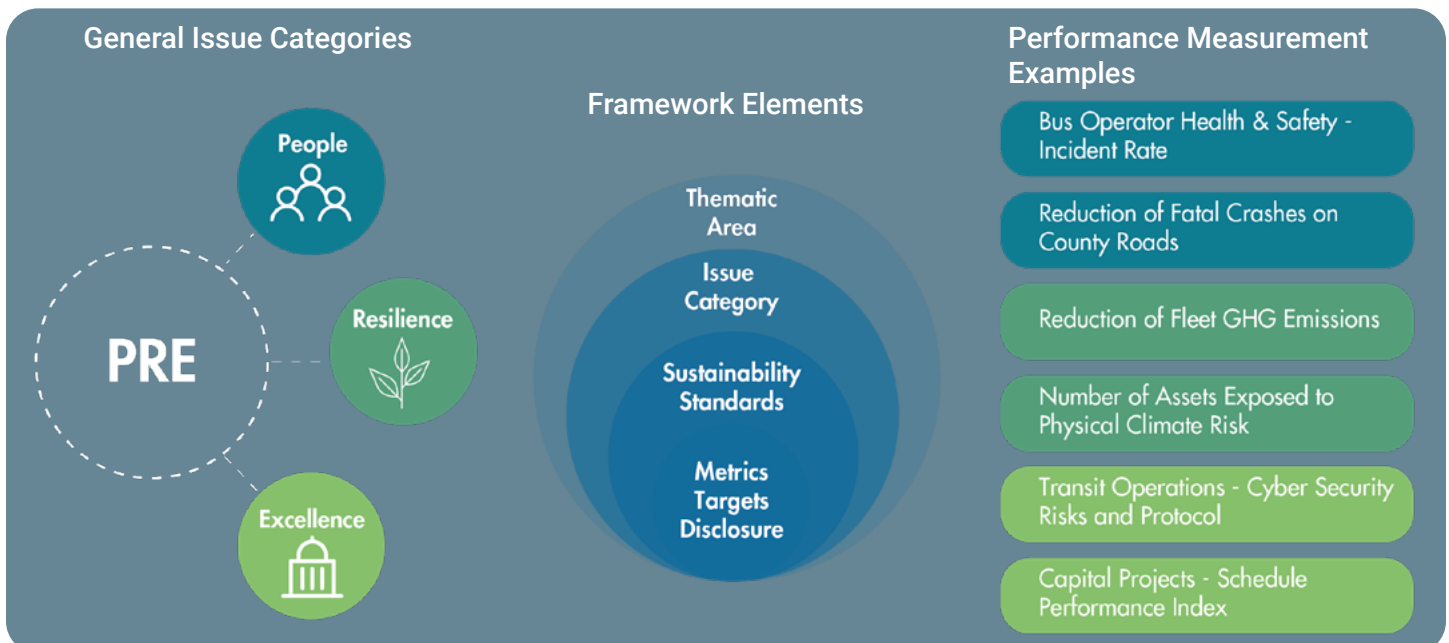 General Issue Categories
People
PRE
Resilience
Excellence
Framework Elements
Thematic
Area
Issue
Category
Sustainability
Standards
Metrics
Targets
Disclosure
Performance Measurement
Examples
Bus Operator Health & Safety -
Incident Rate
Reduction of Fatal Crashes on
County Roads
Reduction of Fleet GHG Emissions
Number of Assets Exposed to
Physical Climate Risk
Transit Operations - Cyber Security
Risks and Protocol
Capital Projects - Schedule
Performance Index